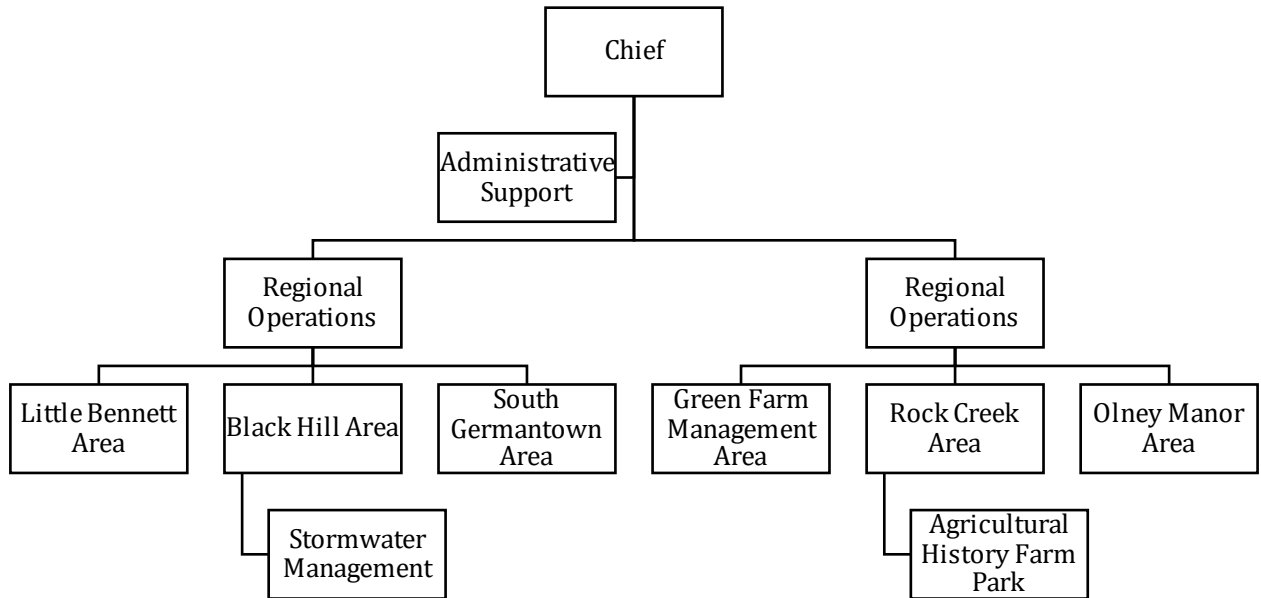 Chief
Administrative
Support
Regional
Operations
Regional
Operations
Little Bennett
Area
Black Hill Area
South
Germantown
Area
Green Farm
Management
Area
Rock Creek
Area
Olney Manor
Area
Stormwater
Management
Agricultural
History Farm
Park